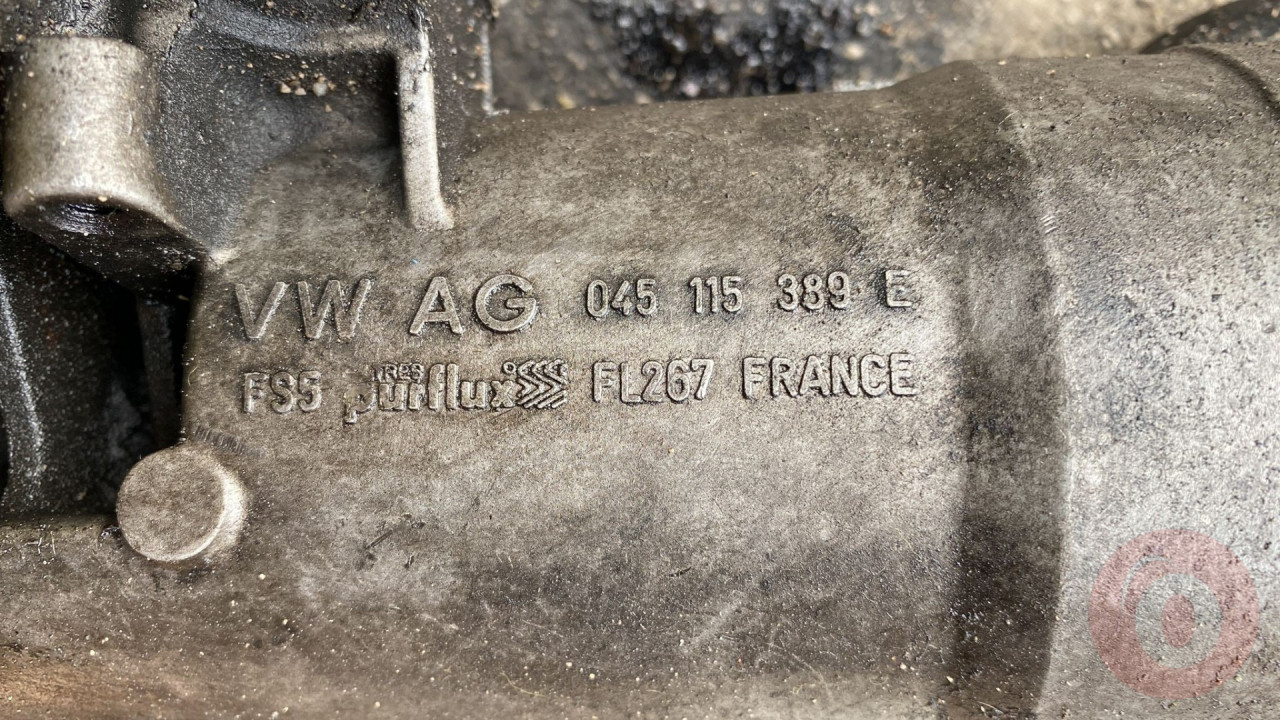 VW AG 045 115 389 E
FS5 purflux FL267 FRANCE